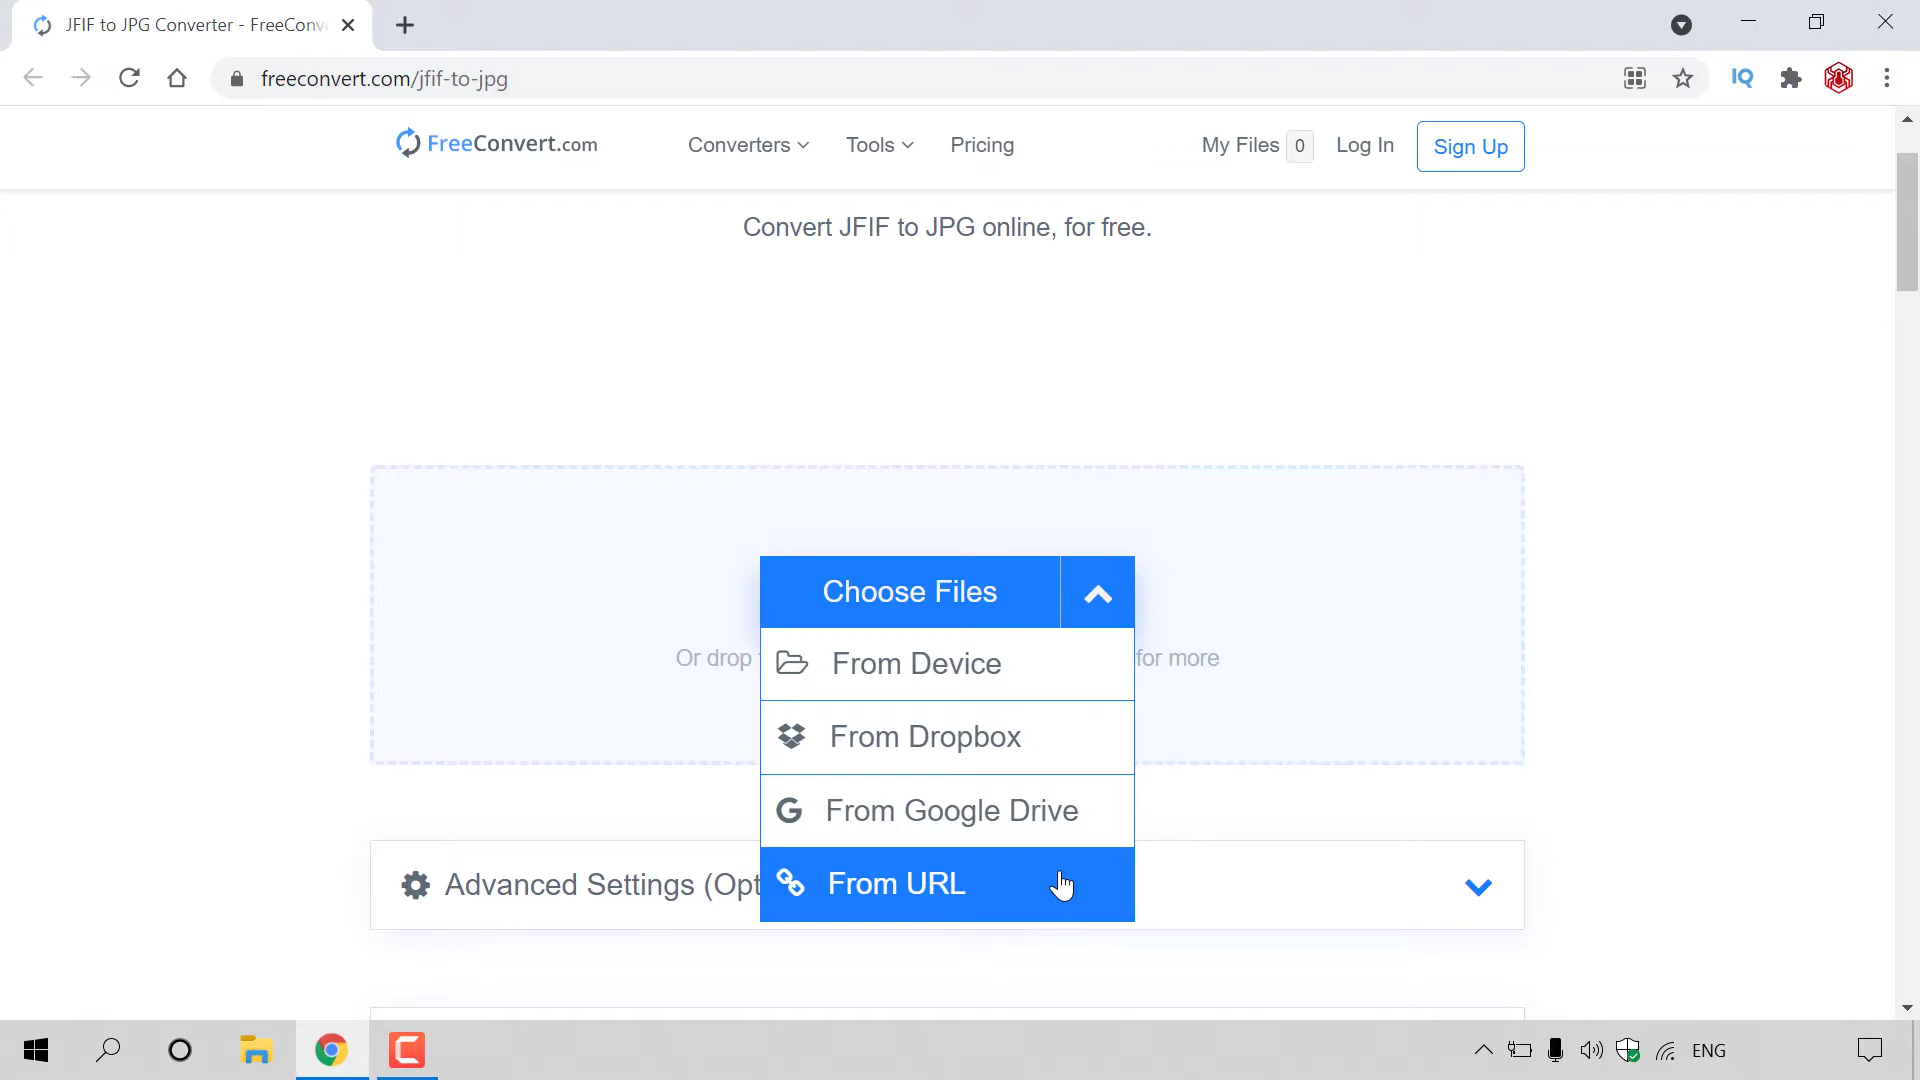 JFIF to JPG Converter - FreeConv
freeconvert.com/jfif-to-jpg
IQ
FreeConvert.com
Converters
Tools
Pricing
My Files 0
Log In
Sign Up
Convert JFIF to JPG online, for free.
Choose Files
Or drop
for more
From Device
From Dropbox
From Google Drive
Advanced Settings (Opt
From URL
ENG